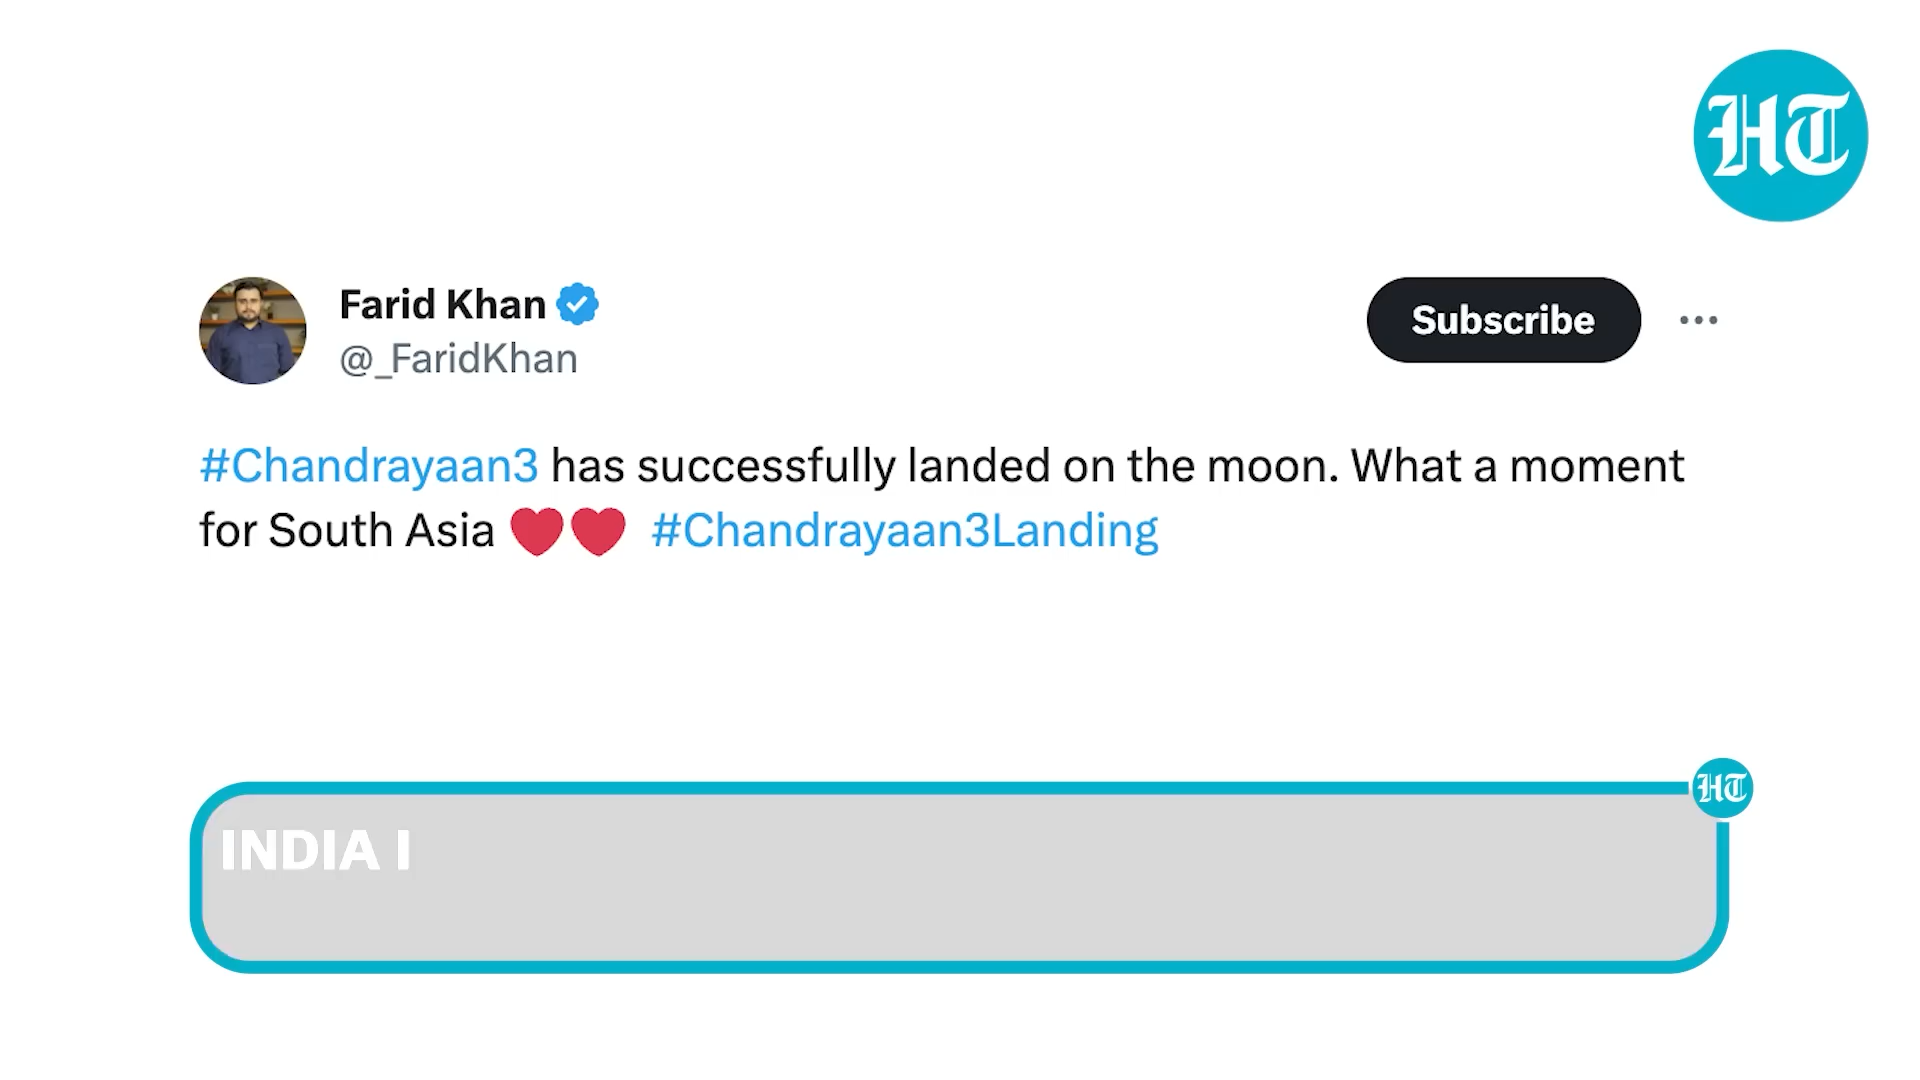 HT
Farid Khan
@_FaridKhan
Subscribe
#Chandrayaan3 has successfully landed on the moon. What a moment
for South Asia ❤️❤️ #Chandrayaan3Landing
HT
INDIA I